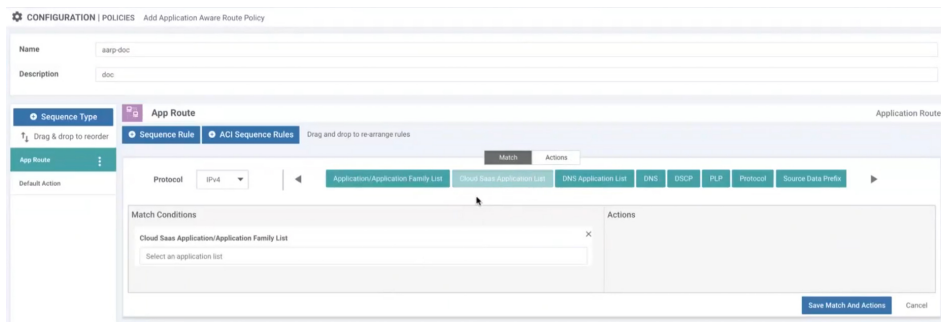 CONFIGURATION | POLICIES Add Application Aware Route Policy
Name aarp-doc
Description doc
Sequence Type
Drag & drop to reorder
App Route
Default Action
App Route
Application Route
Sequence Rule ACI Sequence Rules Drag and drop to re-arrange rules
Match Actions
Protocol IPv4 Application/Application Family List Cloud Saas Application List DNS Application List DNS DSCP PLP Protocol Source Data Prefix
Match Conditions
Actions
Cloud Saas Application/Application Family List
Select an application list
Save Match And Actions Cancel